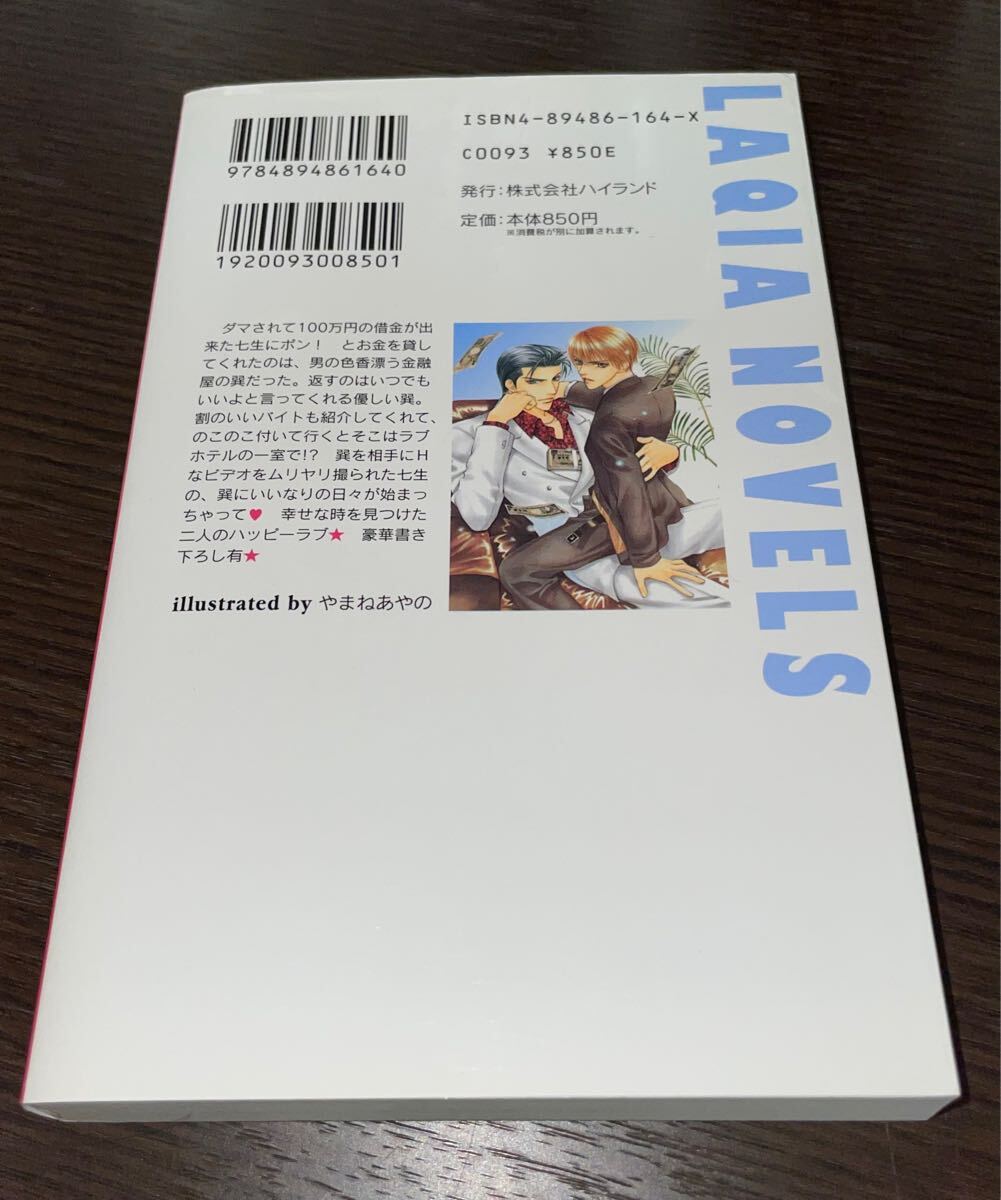 9784894861640
1920093008501
ISBN4-89486-164-X
C0093 ¥850E
発行：株式会社ハイランド
定価：本体850円
※消費税が別に加算されます。
LAQIA NOVELS
ダマされて100万円の借金が出
来た七生にポン！ とお金を貸し
てくれたのは、男の色香漂う金融
屋の巽だった。返すのはいつでも
いいよと言ってくれる優しい巽。
割のいいバイトも紹介してくれて、
のこのこ付いて行くとそこはラブ
ホテルの一室で!? 巽を相手にH
なビデオをムリヤリ撮られた七生
の、巽にいいなりの日々が始まっ
ちゃって♥ 幸せな時を見つけた
二人のハッピーラブ★ 豪華書き
下ろし有★
illustrated by やまねあやの